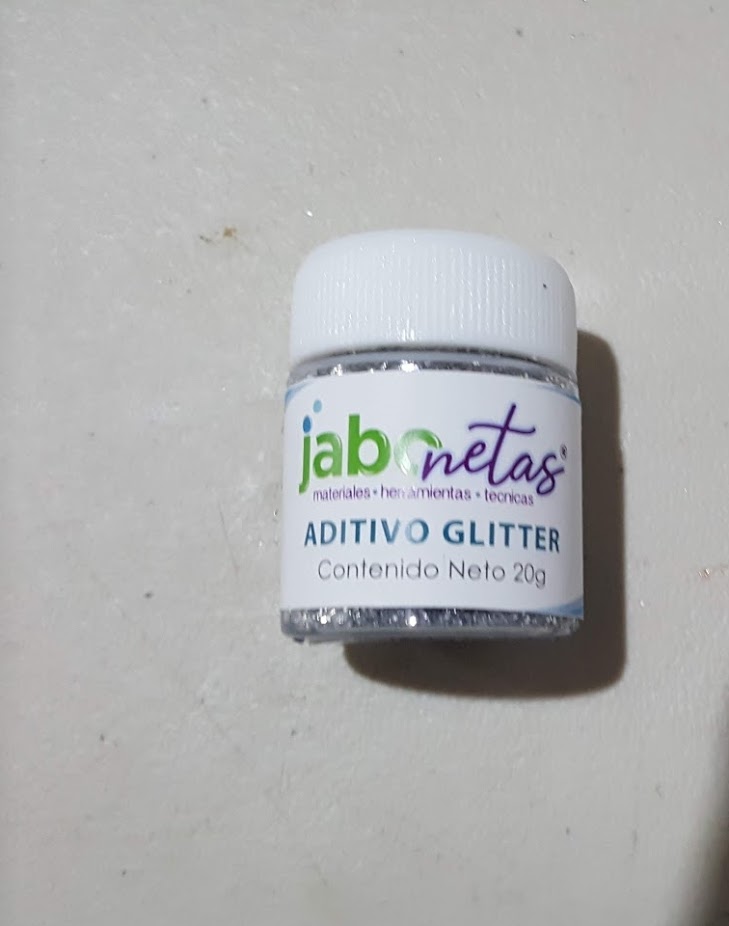 jabonetas®
materiales • herramientas • tecnicas
ADITIVO GLITTER
Contenido Neto 20g